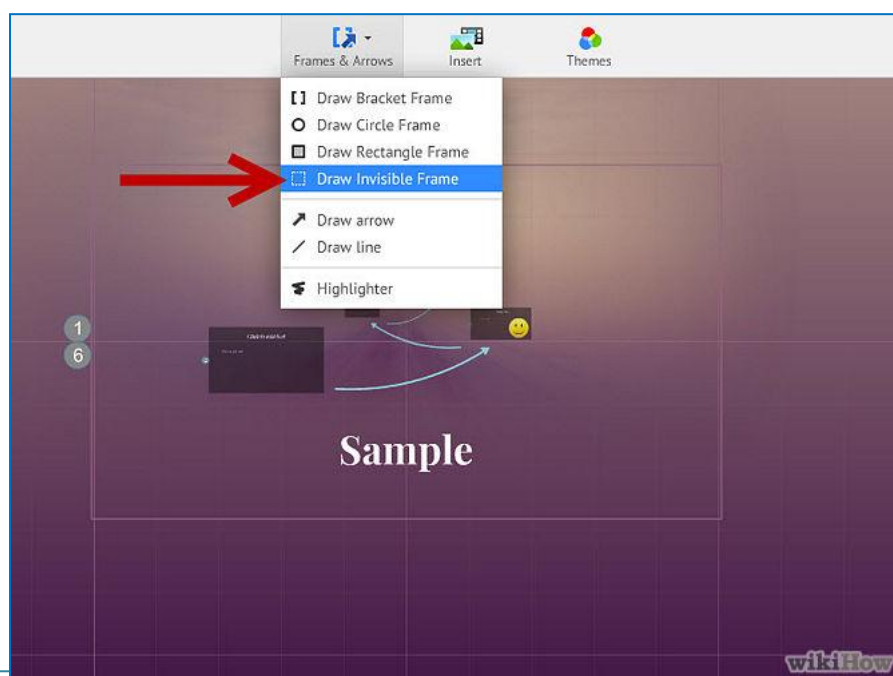 Frames & Arrows
Insert
Themes
Draw Bracket Frame
Draw Circle Frame
Draw Rectangle Frame
Draw Invisible Frame
Draw arrow
Draw line
Highlighter
1
6
Sample
wikiHow